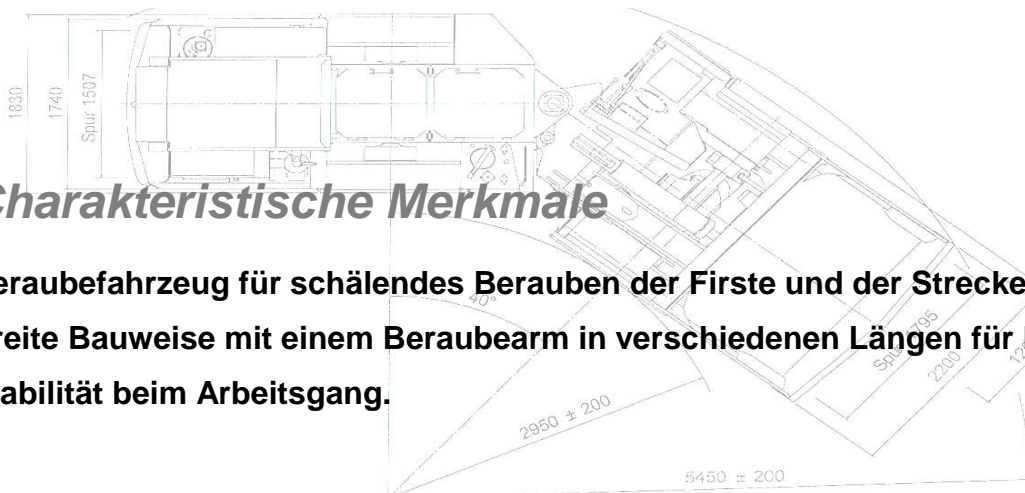 1830
1740
Spur 1507
Charakteristische Merkmale
eraubefahrzeug für schälendes Berauben der Firste und der Strecke
40°
reite Bauweise mit einem Beraubearm in verschiedenen Längen für
abilität beim Arbeitsgang.
795
2200
2950 ± 200
5450 ± 200